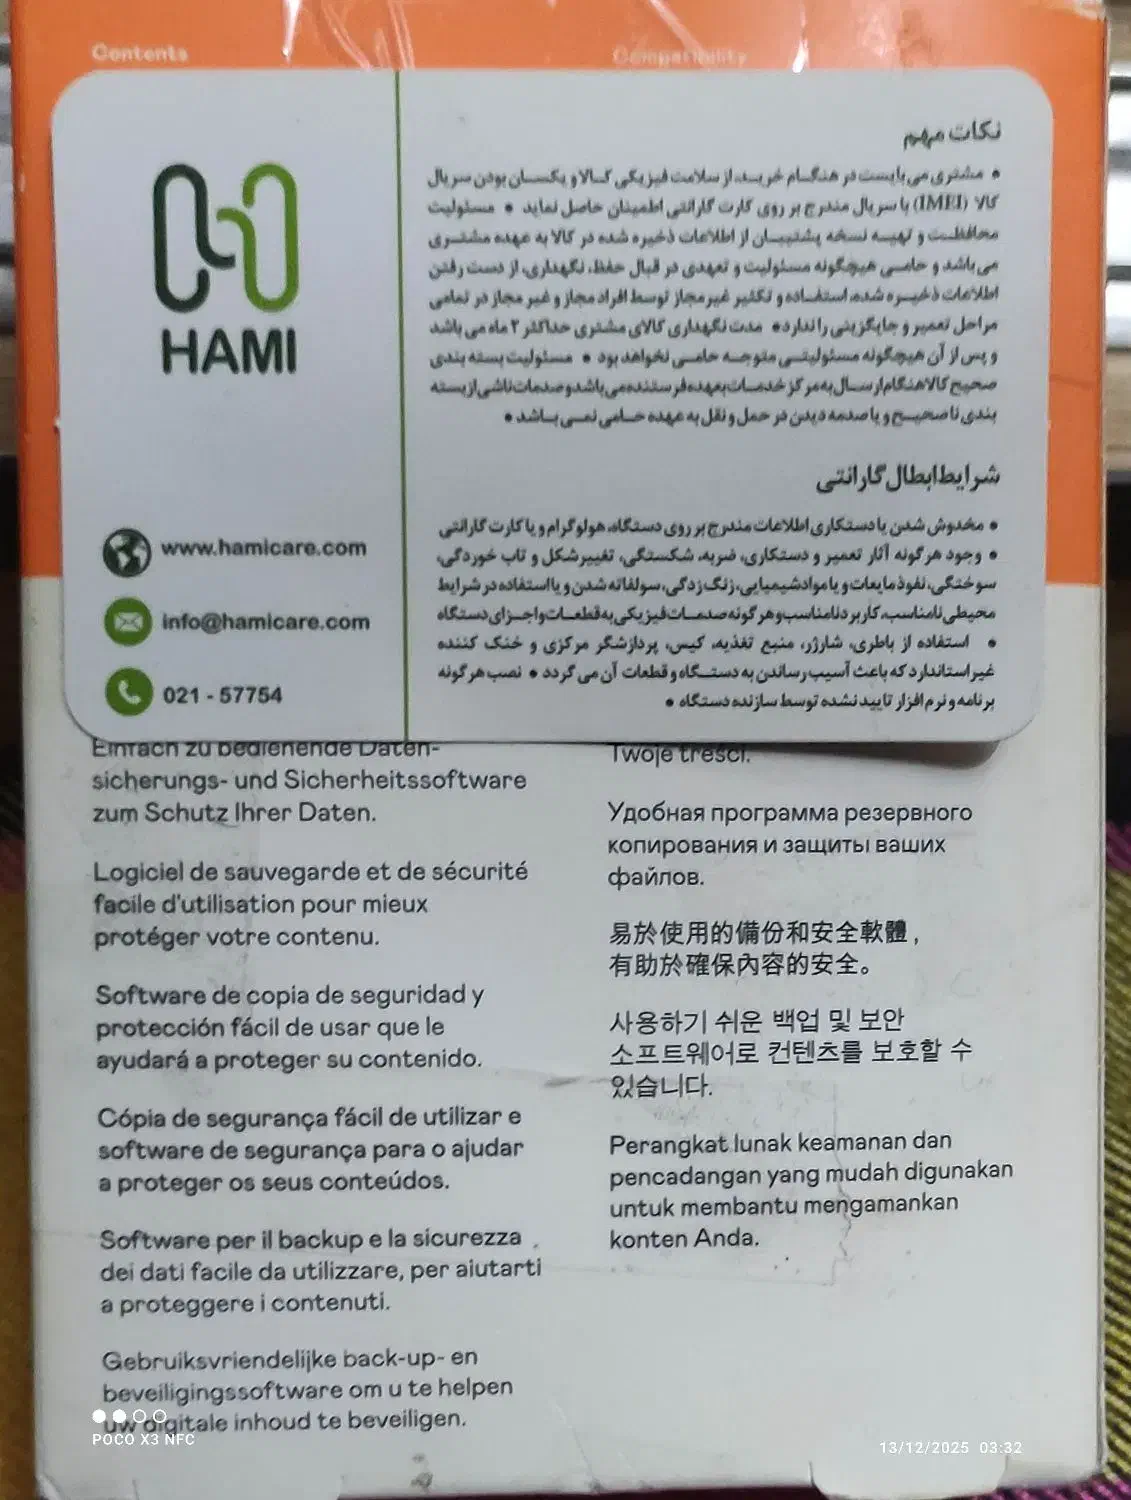 Contents
Compatibility
HAMI
www.hamicare.com
info@hamicare.com
021 - 57754
نکات مهم
• مشتری می بایست در هنگام خرید، از سلامت فیزیکی کالا و یکسان بودن سریال
کالا (IMEI) با سریال مندرج بر روی کارت گارانتی اطمینان حاصل نماید • مسئولیت
محافظت و تهیه نسخه پشتیبان از اطلاعات ذخیره شده در کالا به عهده مشتری
می باشد و حامی هیچگونه مسئولیت و تعهدی در قبال حفظ، نگهداری، از دست رفتن
اطلاعات ذخیره شده، استفاده و تکثیر غیرمجاز توسط افراد مجاز و غیر مجاز در تمامی
مراحل تعمیر و جایگزینی را ندارد • مدت نگهداری کالای مشتری حداکثر ۲ ماه می باشد
و پس از آن هیچگونه مسئولیتی متوجه حامی نخواهد بود • مسئولیت بسته بندی
صحیح کالا هنگام ارسال به مرکز خدمات بعهده فرستنده می باشد و صدمات ناشی از بسته
بندی نا صحیح و یا صدمه دیدن در حمل و نقل به عهده حامی نمی باشد •
شرایط ابطال گارانتی
• مخدوش شدن یا دستکاری اطلاعات مندرج بر روی دستگاه، هولوگرام و یا کارت گارانتی
• وجود هر گونه آثار تعمیر و دستکاری، ضربه، شکستگی، تغییر شکل و تاب خوردگی،
سوختگی، نفوذ مایعات و یا مواد شیمیایی، زنگ زدگی، سولفاته شدن و یا استفاده در شرایط
محیطی نامناسب، کاربرد نامناسب و هر گونه صدمات فیزیکی به قطعات و اجزای دستگاه
• استفاده از باطری، شارژر، منبع تغذیه، کیس، پردازشگر مرکزی و خنک کننده
غیر استاندارد که باعث آسیب رساندن به دستگاه و قطعات آن می گردد • نصب هر گونه
برنامه و نرم افزار تایید نشده توسط سازنده دستگاه •
Einfach zu bedienende Daten-
sicherungs- und Sicherheitssoftware
zum Schutz Ihrer Daten.
Logiciel de sauvegarde et de sécurité
facile d'utilisation pour mieux
protéger votre contenu.
Software de copia de seguridad y
protección fácil de usar que le
ayudará a proteger su contenido.
Cópia de segurança fácil de utilizar e
software de segurança para o ajudar
a proteger os seus conteúdos.
Software per il backup e la sicurezza
dei dati facile da utilizzare, per aiutarti
a proteggere i contenuti.
Gebruiksvriendelijke back-up- en
beveiligingssoftware om u te helpen
uw digitale inhoud te beveiligen.
Twoje treści.
Удобная программа резервного
копирования и защиты ваших
файлов.
易於使用的備份和安全軟體，
有助於確保內容的安全。
사용하기 쉬운 백업 및 보안
소프트웨어로 컨텐츠를 보호할 수
있습니다.
Perangkat lunak keamanan dan
pencadangan yang mudah digunakan
untuk membantu mengamankan
konten Anda.
POCO X3 NFC
13/12/2025 03:32